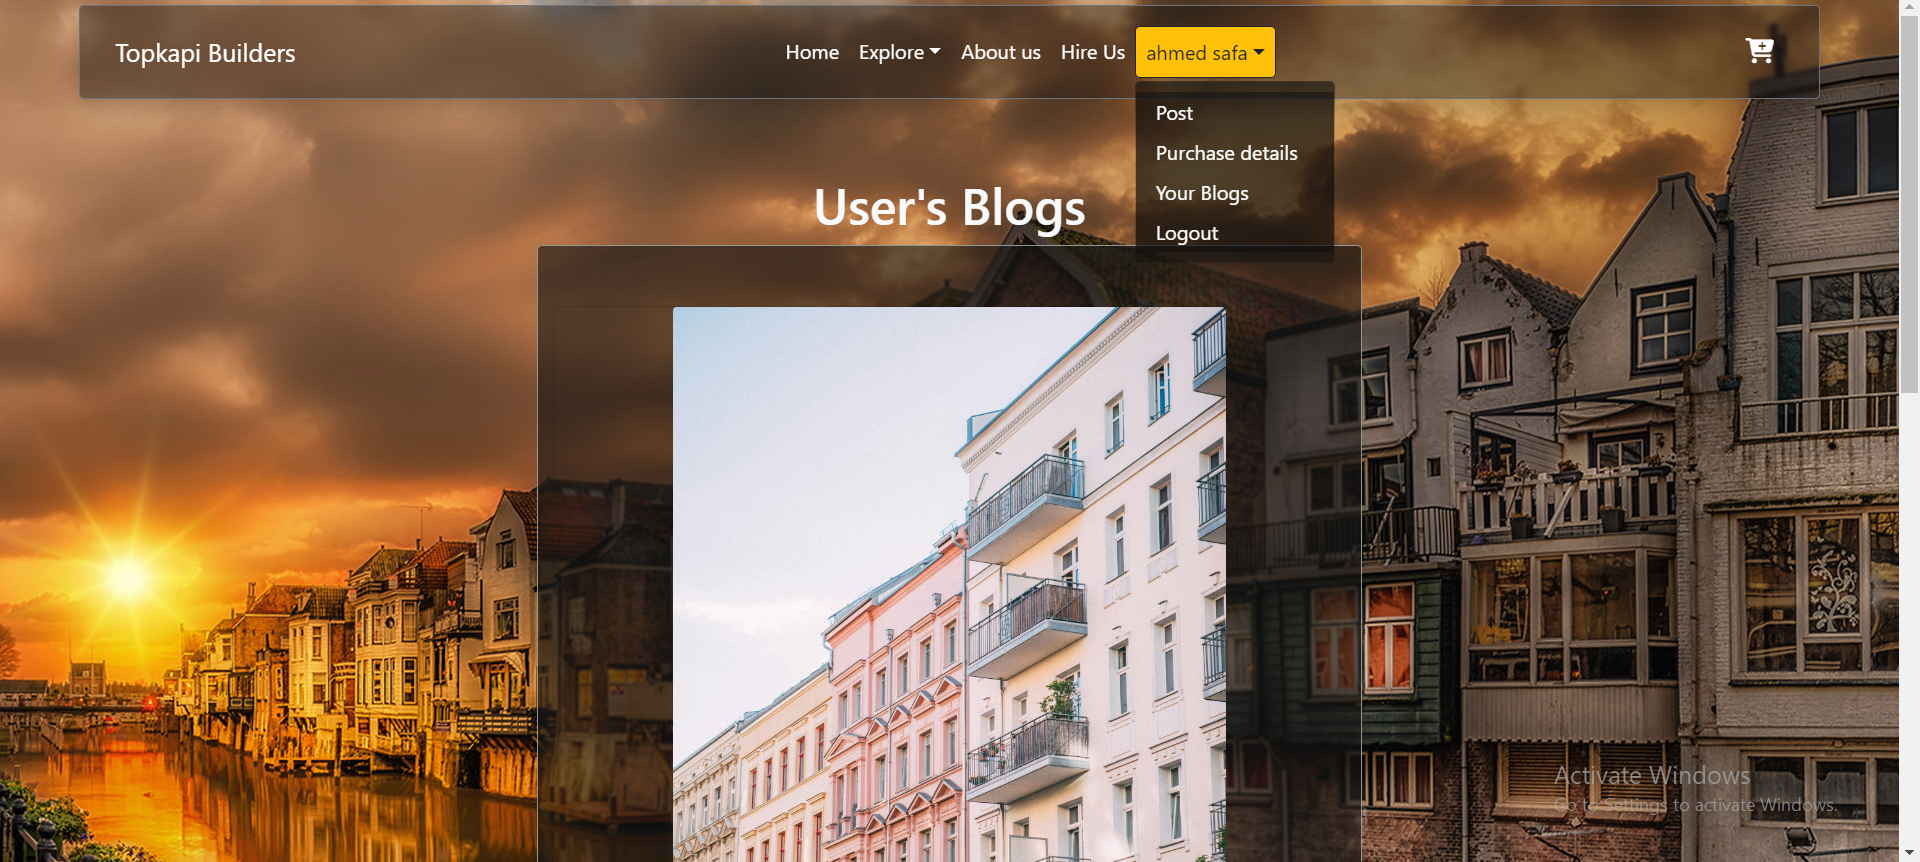 Topkapi Builders
Home Explore About us Hire Us ahmed safa
Post
Purchase details
Your Blogs
Logout
User's Blogs
Activate Windows
Go to Settings to activate Windows.